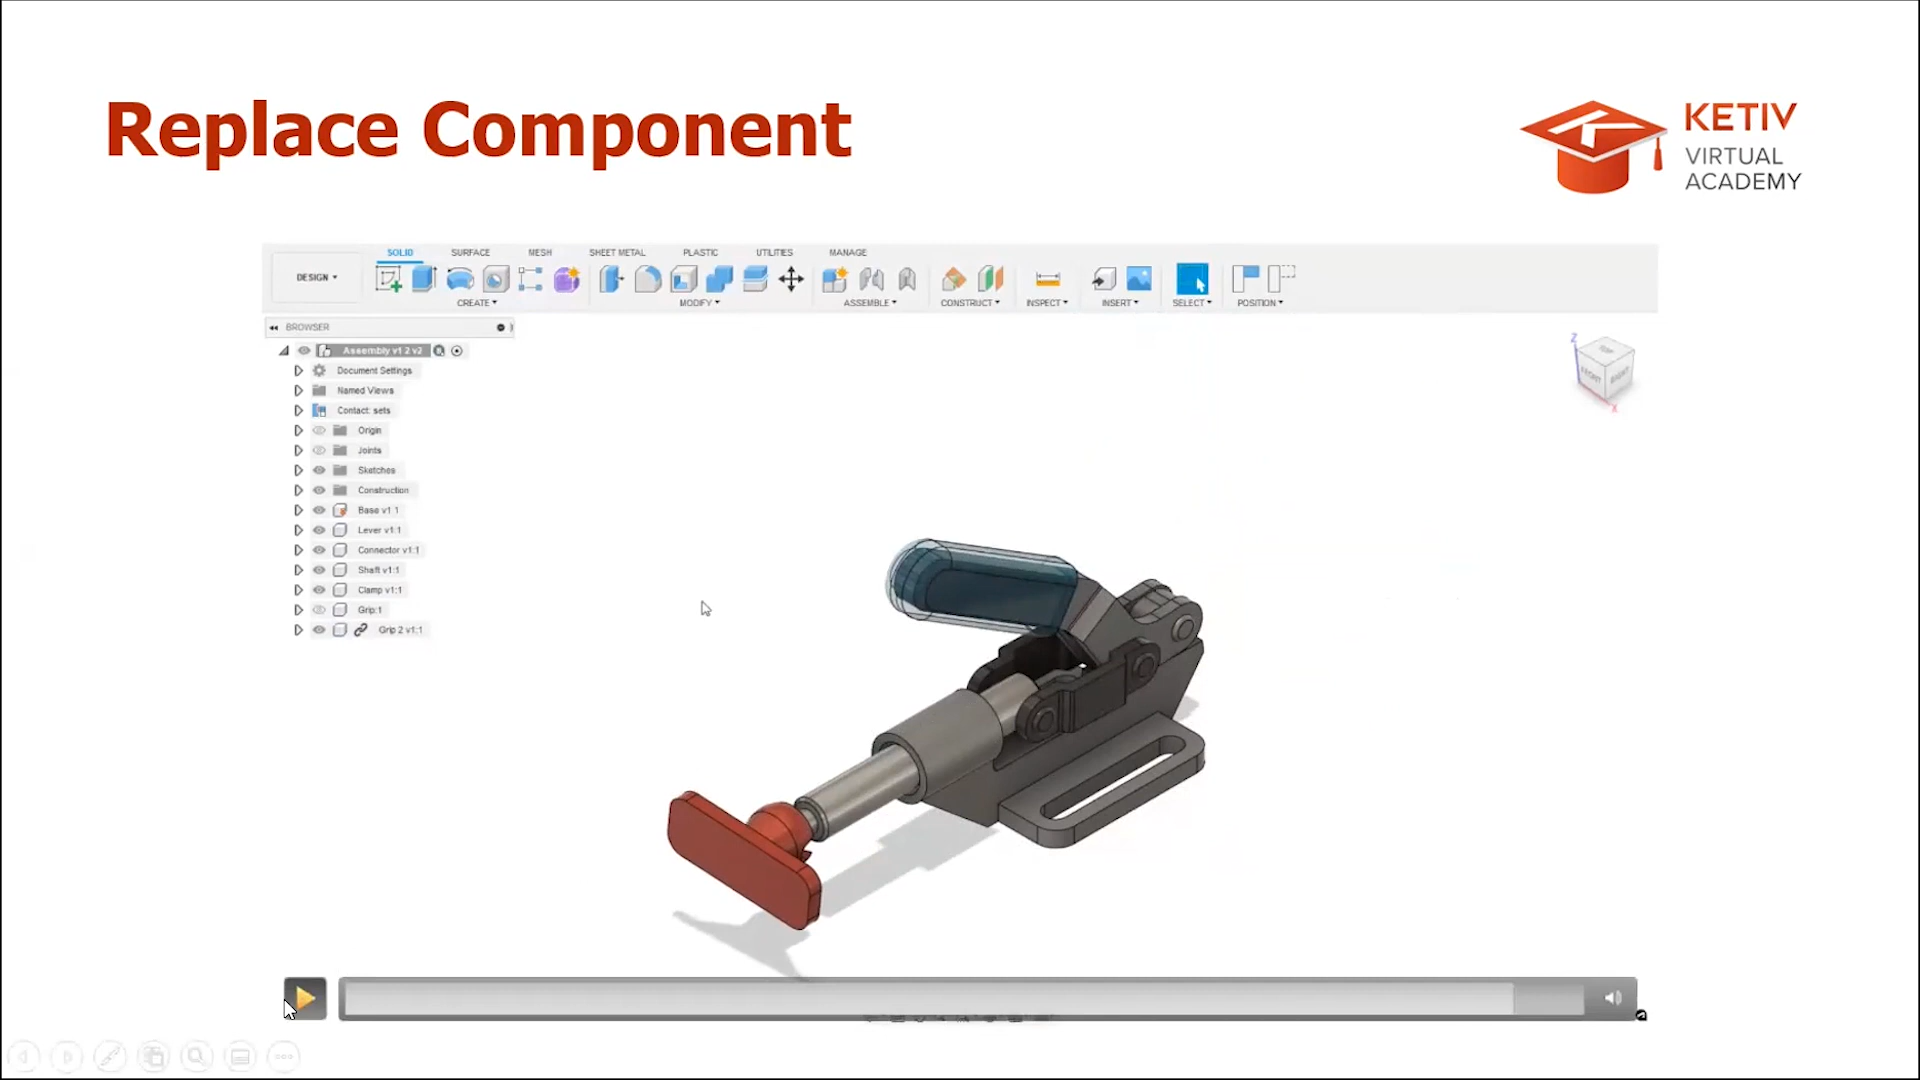 Replace Component
KETIV
VIRTUAL
ACADEMY
SOLID SURFACE MESH SHEET METAL PLASTIC UTILITIES MANAGE
DESIGN
CREATE MODIFY ASSEMBLE CONSTRUCT INSPECT INSERT SELECT POSITION
BROWSER
Assembly v1 2 v2
Document Settings
Named Views
Contact: sets
Origin
Joints
Sketches
Construction
Base v1 1
Lever v1:1
Connector v1:1
Shaft v1:1
Clamp v1:1
Grip:1
Grip 2 v1:1
Z
TOP
FRONT RIGHT
X